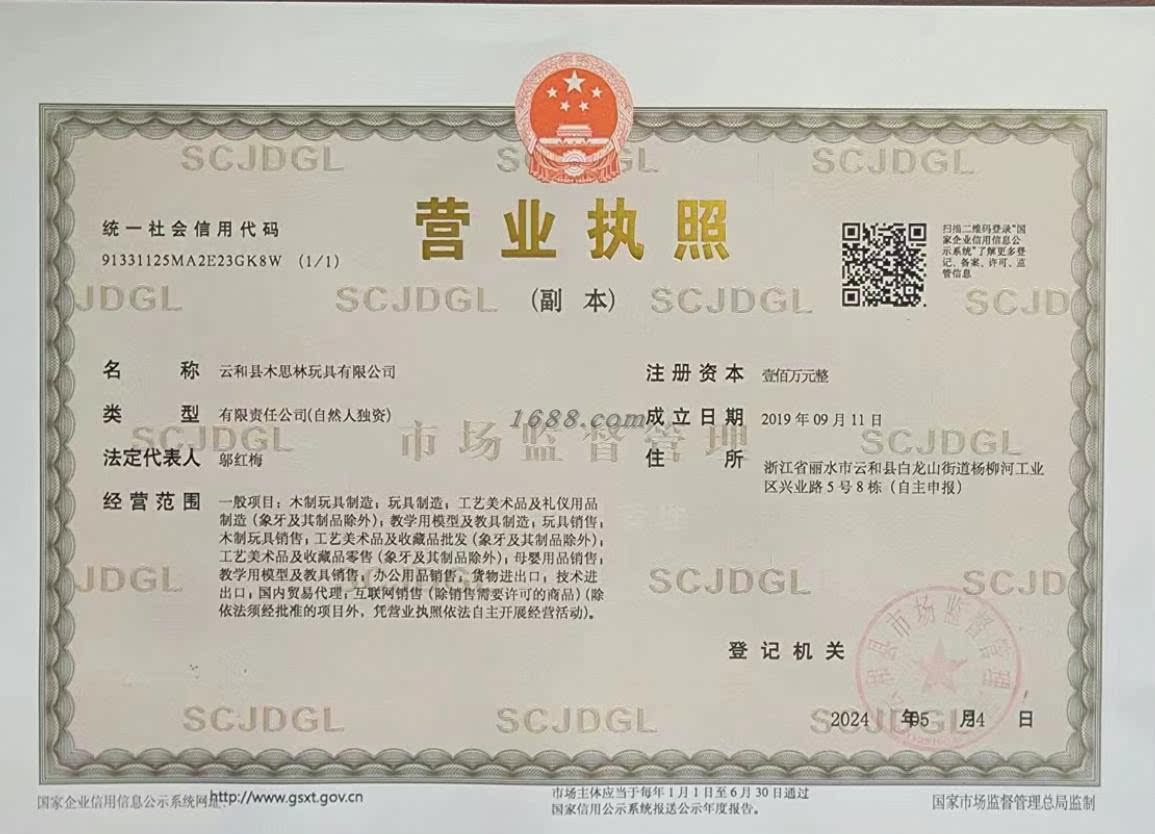 SCJDGL
SCJDGL
统一社会信用代码
91331125MA2E23GK8W (1/1)
营业执照
(副 本)
扫描二维码登录"国
家企业信用信息公
示系统"了解更多登
记、备案、许可、监
管信息
JDGL SCJDGL SCJDGL SCJD
名 称 云和县木思林玩具有限公司
注册资本 壹佰万元整
类 型 有限责任公司(自然人独资)
1688.com
成立日期 2019年09月11日
SCJDGL 市场监督管理 SCJDGL
法定代表人 邬红梅
住 所 浙江省丽水市云和县白龙山街道杨柳河工业
区兴业路5号8栋（自主申报）
经营范围 一般项目：木制玩具制造；玩具制造；工艺美术品及礼仪用品
制造（象牙及其制品除外）；教学用模型及教具制造；玩具销售；
木制玩具销售；工艺美术品及收藏品批发（象牙及其制品除外）；
工艺美术品及收藏品零售（象牙及其制品除外）；母婴用品销售；
教学用模型及教具销售；办公用品销售；货物进出口；技术进
出口；国内贸易代理；互联网销售（除销售需要许可的商品）(除
依法须经批准的项目外，凭营业执照依法自主开展经营活动)。
JDGL SCJDGL SCJD
登记机关
县市场监督管理
SCJDGL SCJDGL
2024 年05 月24 日
国家企业信用信息公示系统网址:http://www.gsxt.gov.cn
市场主体应当于每年1月1日至6月30日通过
国家信用公示系统报送公示年度报告。
国家市场监督管理总局监制